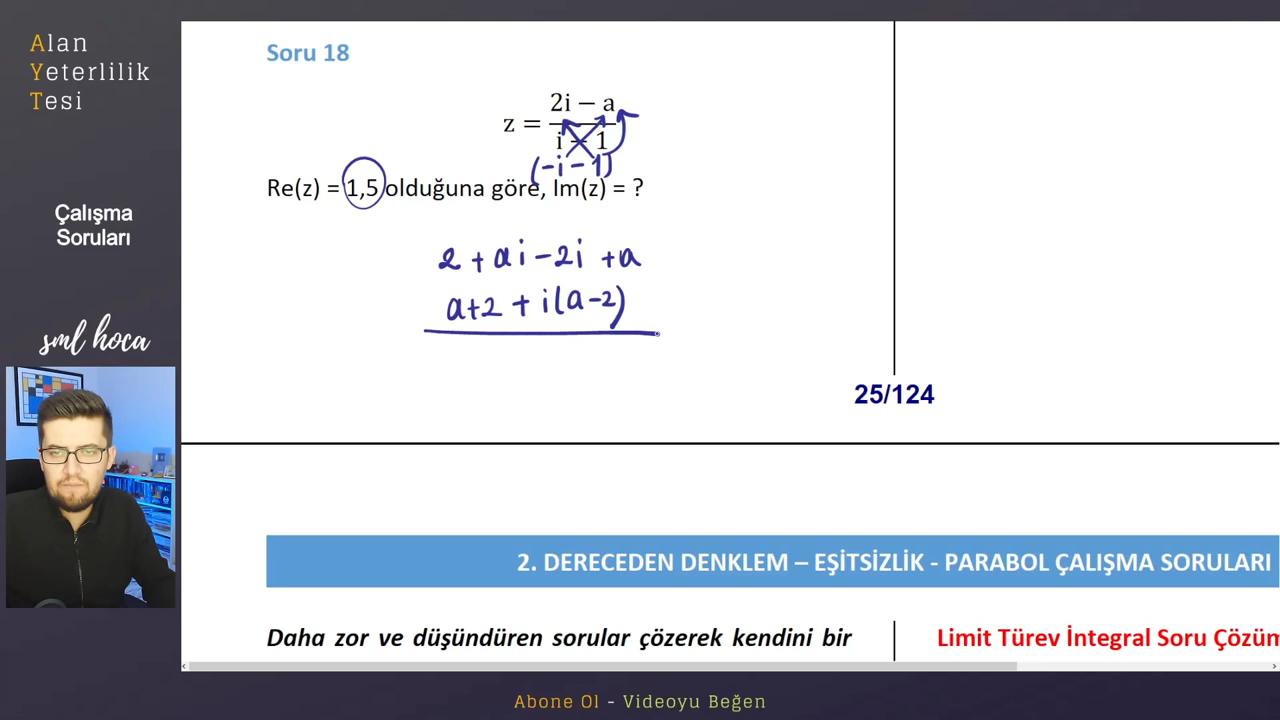 Alan
Yeterlilik
Tesi
Çalışma
Soruları
sml hoca
Soru 18
z = 2i − a / i − 1
(-i-1)
Re(z) = 1,5 olduğuna göre, Im(z) = ?
2 + ai - 2i + a
a+2 + i(a-2)
25/124
2. DERECEDEN DENKLEM – EŞİTSİZLİK - PARABOL ÇALIŞMA SORULARI
Daha zor ve düşündüren sorular çözerek kendini bir
Limit Türev İntegral Soru Çözüm
Abone Ol - Videoyu Beğen